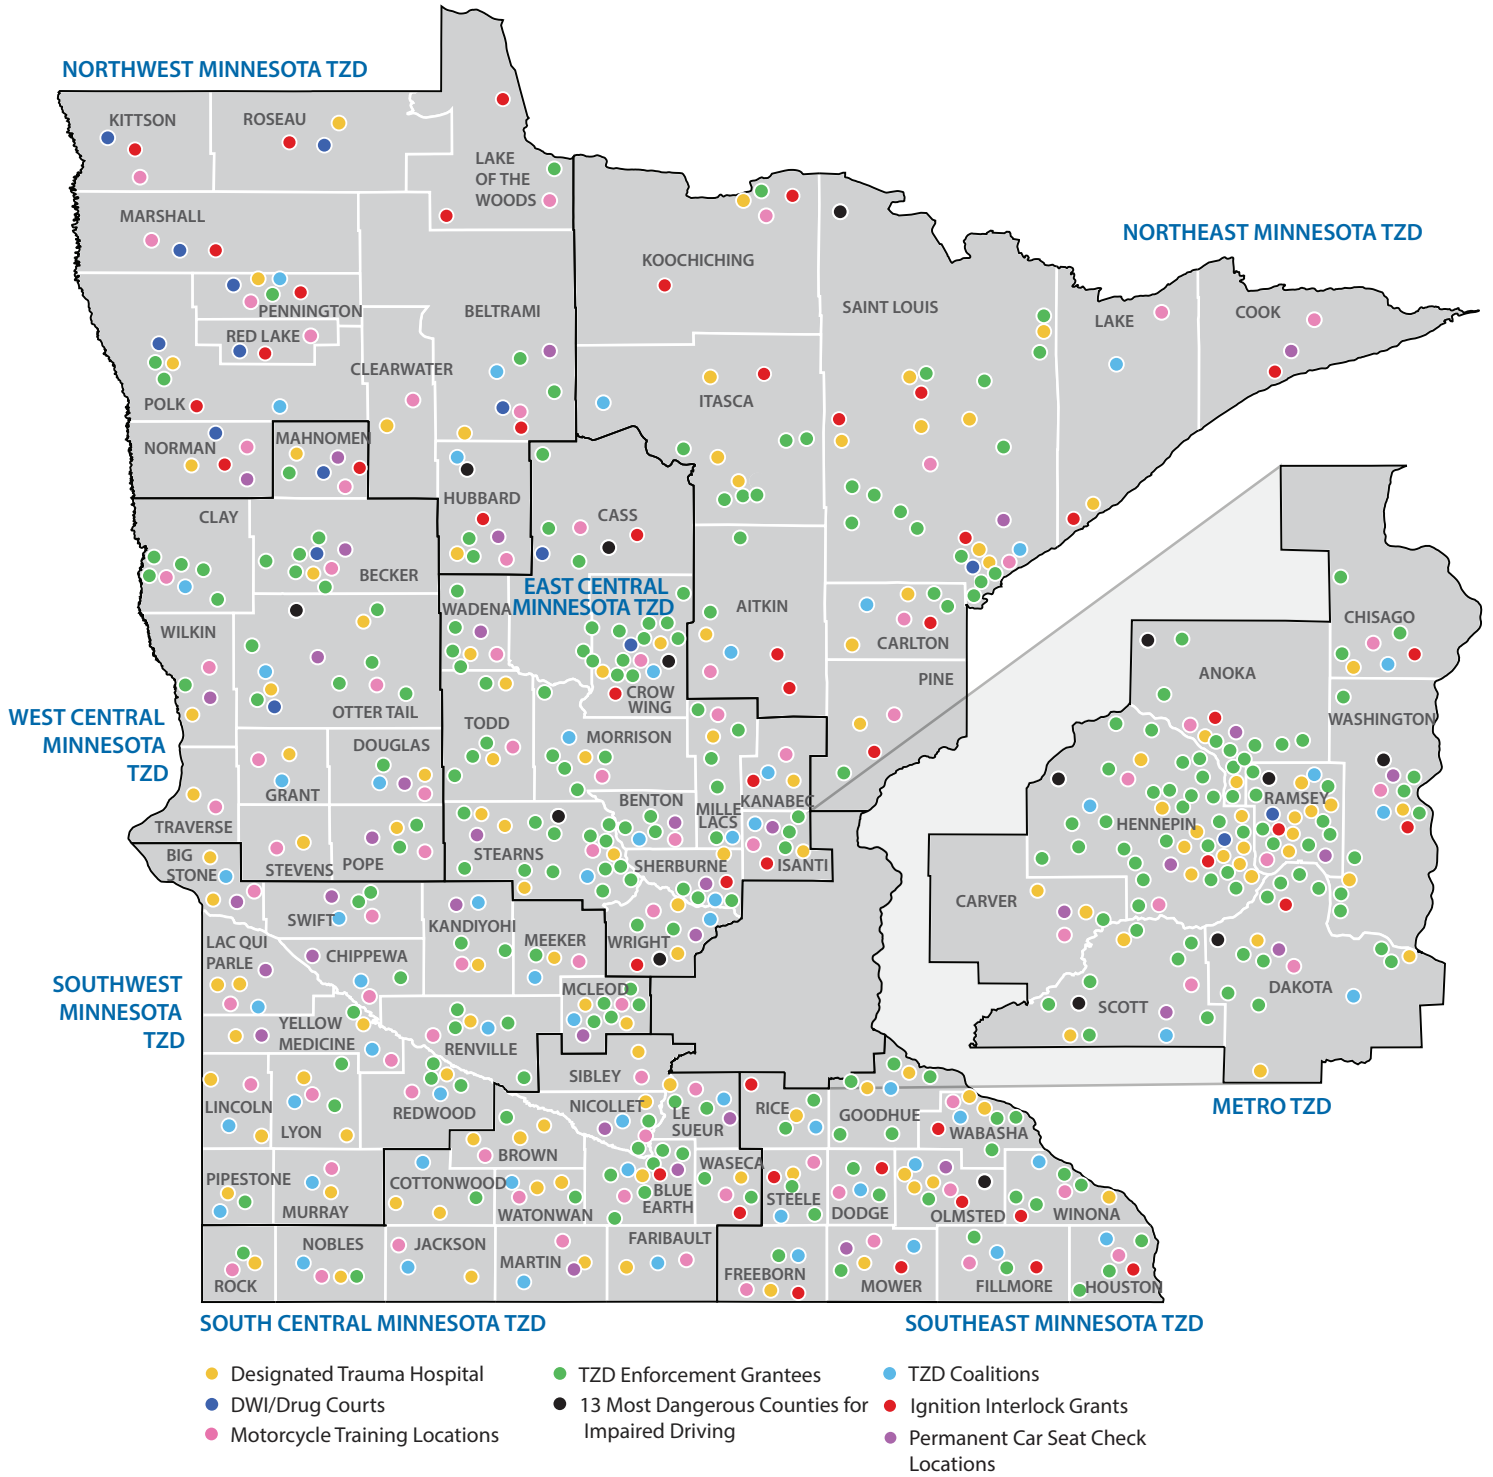 NORTHWEST MINNESOTA TZD
KITTSON
ROSEAU
LAKE
OF THE
WOODS
MARSHALL
NORTHEAST MINNESOTA TZD
KOOCHICHING
SAINT LOUIS
LAKE
COOK
PENNINGTON
BELTRAMI
RED LAKE
CLEARWATER
ITASCA
POLK
NORMAN
MAHNOMEN
HUBBARD
CASS
CLAY
BECKER
EAST CENTRAL
MINNESOTA TZD
WADENA
AITKIN
CARLTON
CHISAGO
WILKIN
PINE
ANOKA
CROW
WING
OTTER TAIL
WASHINGTON
WEST CENTRAL
MINNESOTA
TZD
TODD
MORRISON
DOUGLAS
GRANT
BENTON
MILLE
LACS
KANABEC
RAMSEY
HENNEPIN
TRAVERSE
STEVENS
POPE
STEARNS
SHERBURNE
ISANTI
BIG
STONE
CARVER
SWIFT
KANDIYOHI
MEEKER
WRIGHT
LAC QUI
PARLE
CHIPPEWA
SOUTHWEST
MINNESOTA
TZD
MCLEOD
SCOTT
DAKOTA
YELLOW
MEDICINE
RENVILLE
SIBLEY
LINCOLN
LYON
REDWOOD
NICOLLET
LE
SUEUR
RICE
GOODHUE
WABASHA
METRO TZD
BROWN
PIPESTONE
MURRAY
COTTONWOOD
WATONWAN
BLUE
EARTH
WASECA
STEELE
DODGE
OLMSTED
WINONA
ROCK
NOBLES
JACKSON
MARTIN
FARIBAULT
FREEBORN
MOWER
FILLMORE
HOUSTON
SOUTH CENTRAL MINNESOTA TZD
SOUTHEAST MINNESOTA TZD
Designated Trauma Hospital
DWI/Drug Courts
Motorcycle Training Locations
TZD Enforcement Grantees
13 Most Dangerous Counties for
Impaired Driving
TZD Coalitions
Ignition Interlock Grants
Permanent Car Seat Check
Locations